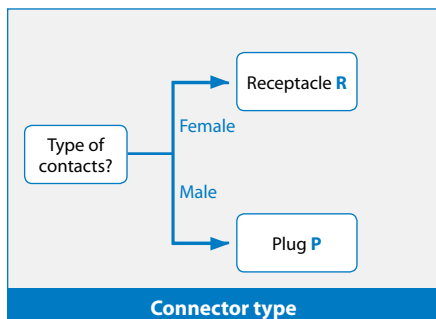 Receptacle R
Female
Type of
contacts?
Male
Plug P
Connector type